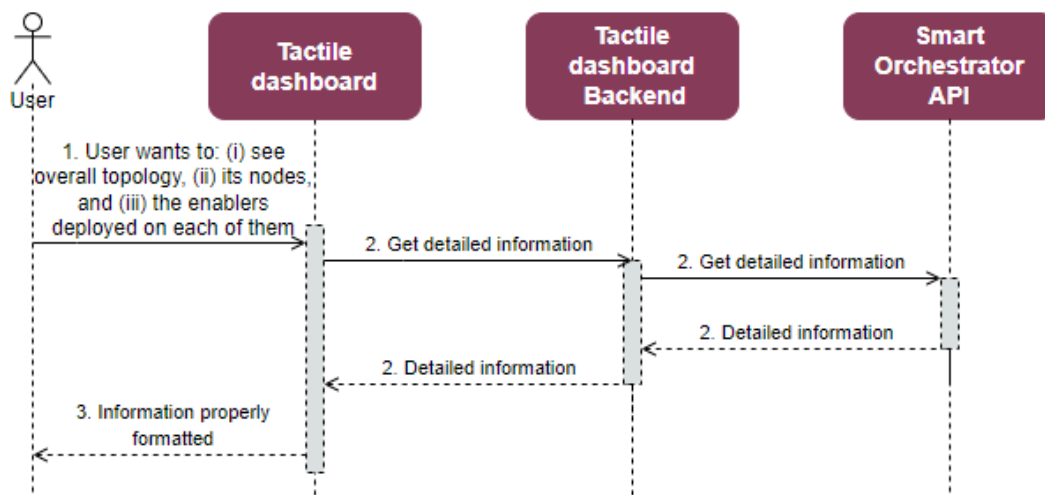 User
Tactile
dashboard
Tactile
dashboard
Backend
Smart
Orchestrator
API
1. User wants to: (i) see
overall topology, (ii) its nodes,
and (iii) the enablers
deployed on each of them
2. Get detailed information
2. Get detailed information
2. Detailed information
2. Detailed information
3. Information properly
formatted